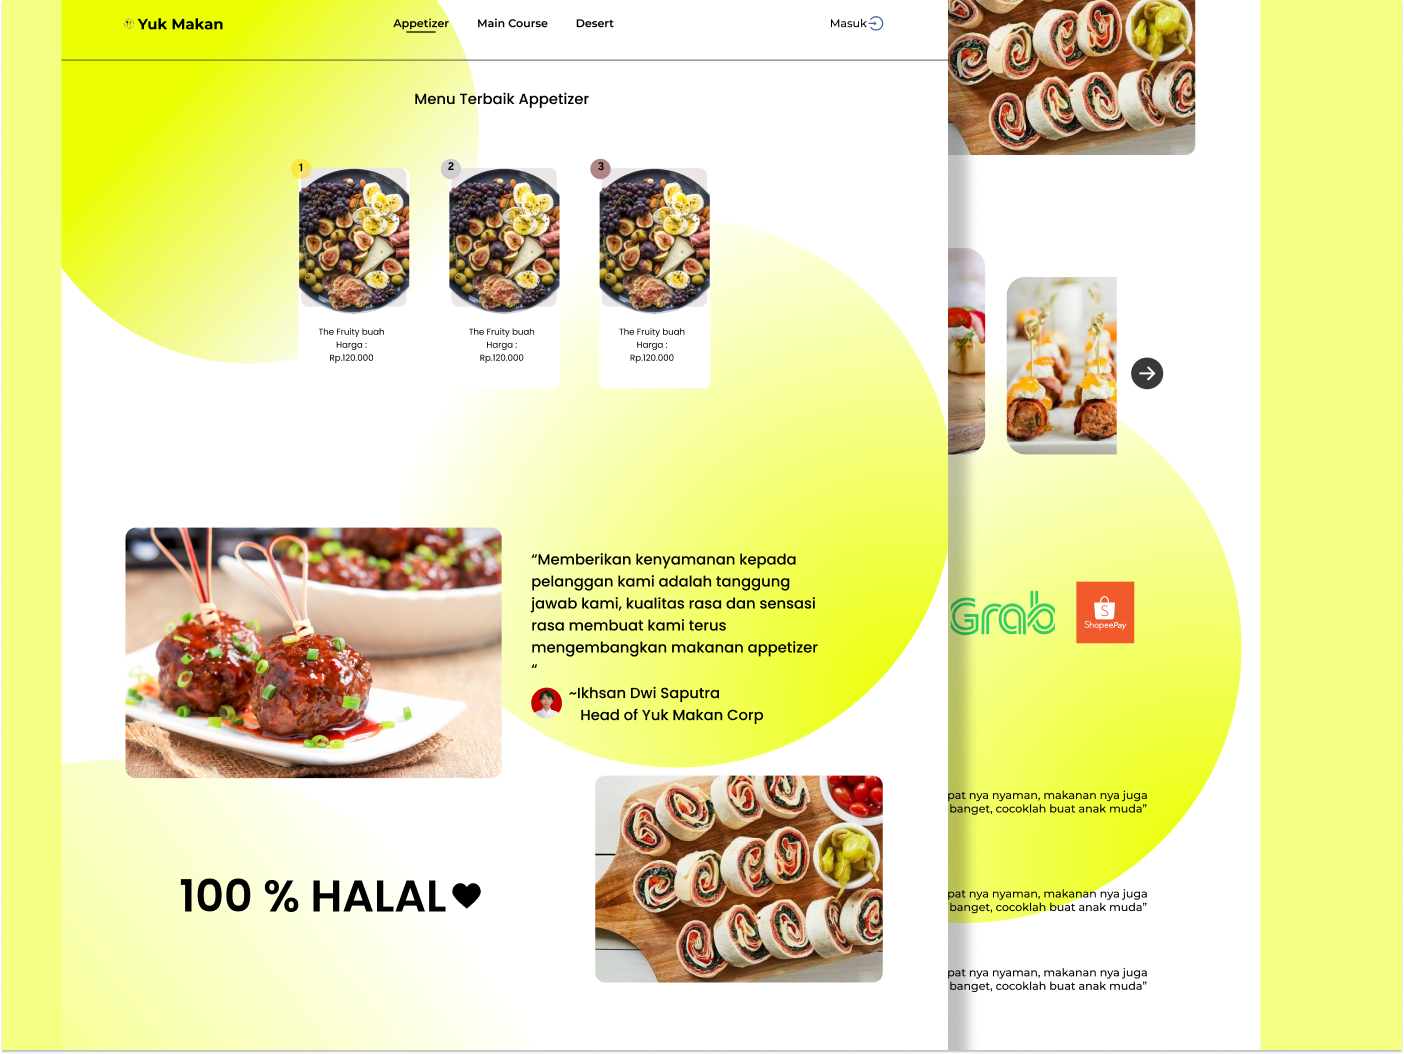 Yuk Makan
Appetizer
Main Course
Desert
Masuk
Menu Terbaik Appetizer
1
2
3
The Fruity buah
Harga :
Rp.120.000
The Fruity buah
Harga :
Rp.120.000
The Fruity buah
Harga :
Rp.120.000
“Memberikan kenyamanan kepada
pelanggan kami adalah tanggung
jawab kami, kualitas rasa dan sensasi
rasa membuat kami terus
mengembangkan makanan appetizer
“
~Ikhsan Dwi Saputra
Head of Yuk Makan Corp
100 % HALAL
Grab
S
ShopeePay
pat nya nyaman, makanan nya juga
banget, cocoklah buat anak muda”
pat nya nyaman, makanan nya juga
banget, cocoklah buat anak muda”
pat nya nyaman, makanan nya juga
banget, cocoklah buat anak muda”